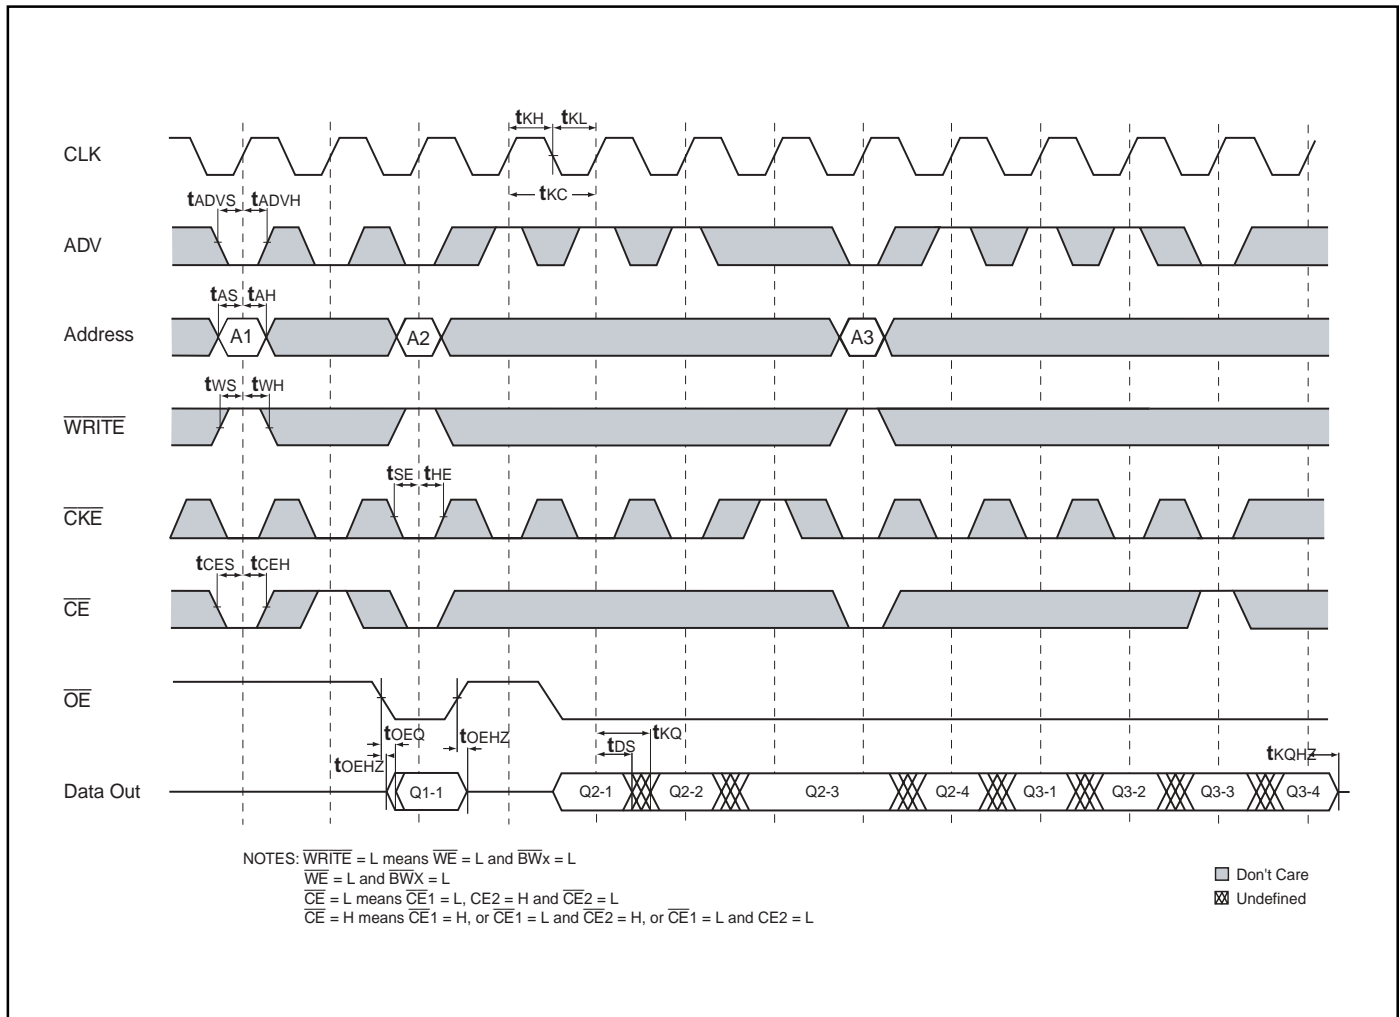 tKH tKL
CLK
tADVS tADVH
tKC
ADV
tAS tAH
Address
A1 A2 A3
tWS tWH
WRITE
tSE tHE
CKE
tCES tCEH
CE
OE
tOEQ tOEHZ tKQ
tDS
tOEHZ tKQHZ
Data Out
Q1-1 Q2-1 Q2-2 Q2-3 Q2-4 Q3-1 Q3-2 Q3-3 Q3-4
NOTES: WRITE = L means WE = L and BWx = L
WE = L and BWX = L
CE = L means CE1 = L, CE2 = H and CE2 = L
CE = H means CE1 = H, or CE1 = L and CE2 = H, or CE1 = L and CE2 = L
Don't Care
Undefined